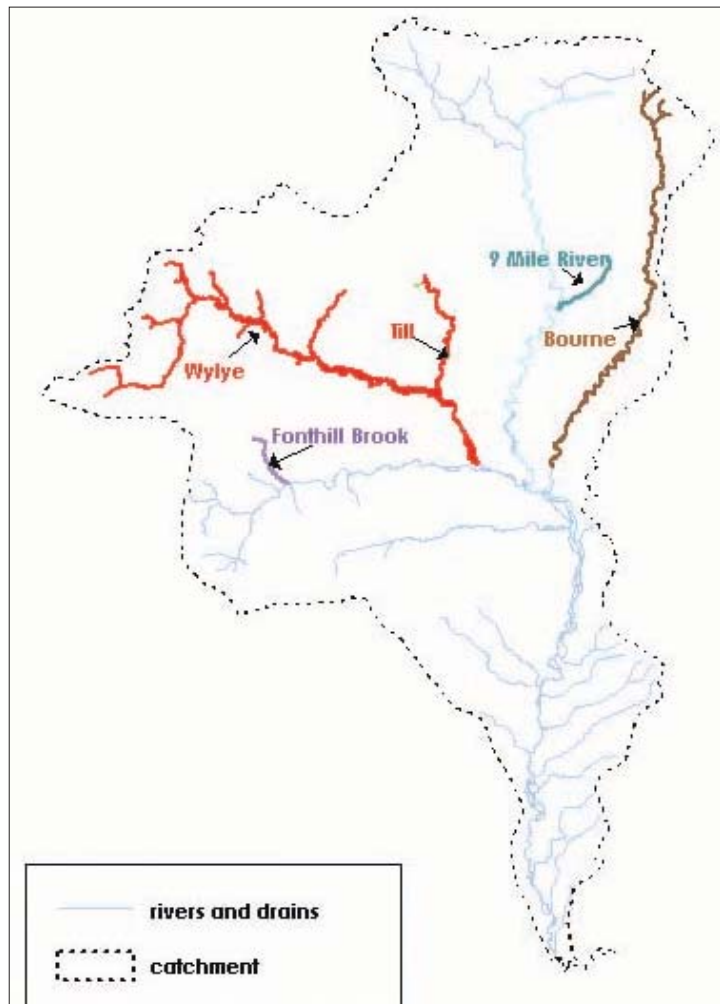 9 Mile River
Till
Bourne
Wylye
Fonthill Brook
rivers and drains
catchment